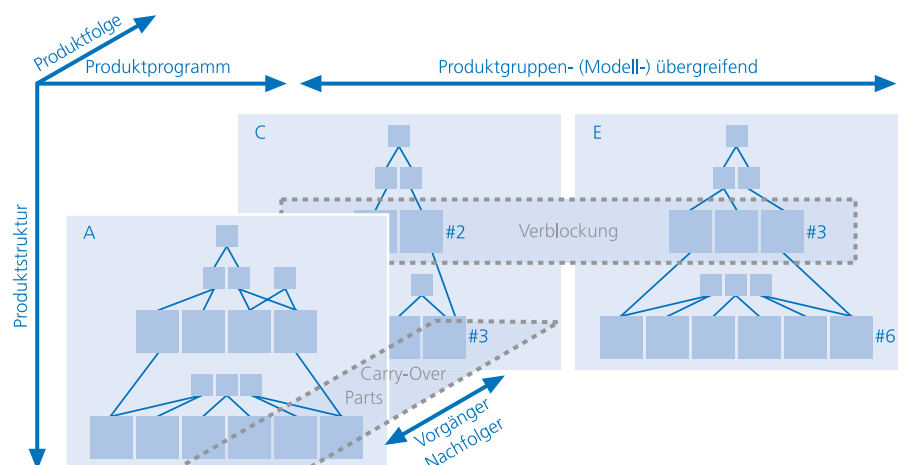 Produktfolge
Produktprogramm
Produktgruppen- (Modell-) übergreifend
Produktstruktur
C
E
A
#2
Verblockung
#3
#3
#6
Carry-Over
Parts
Vorgänger
Nachfolger